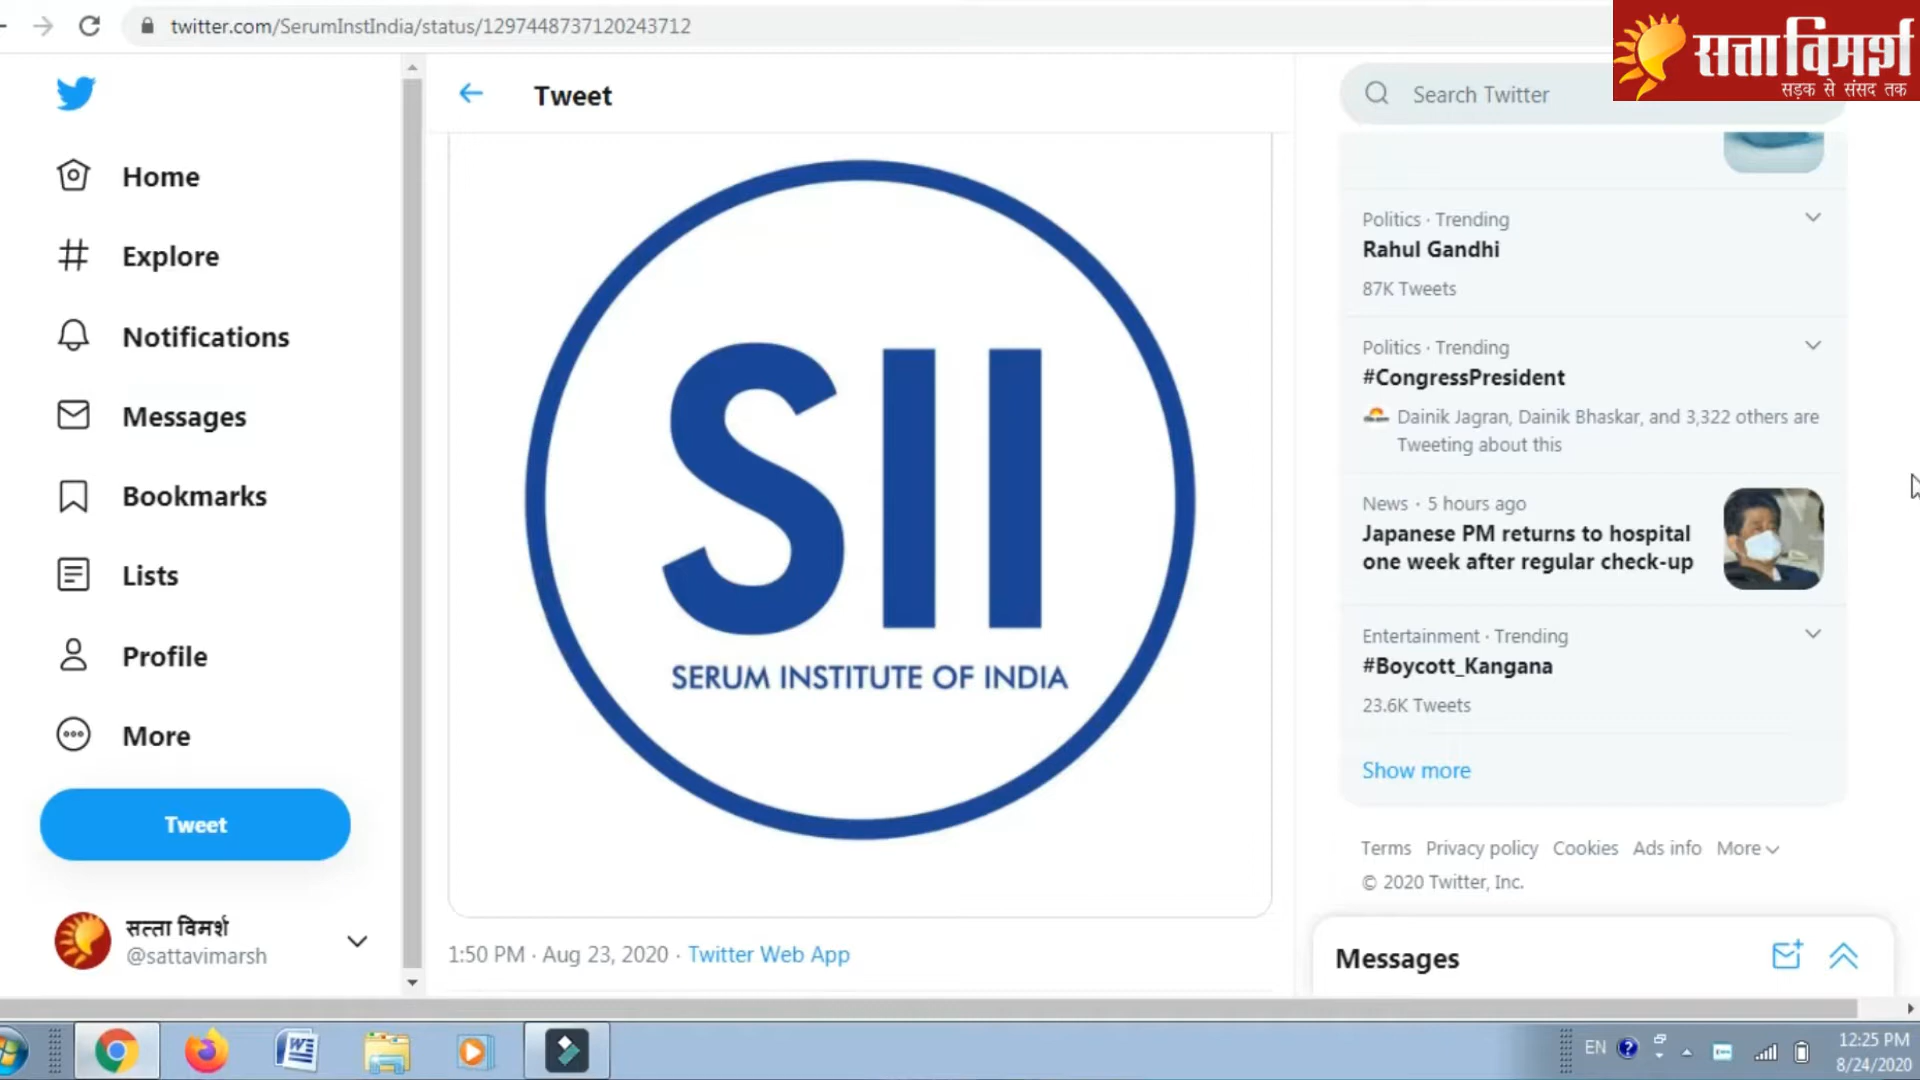 twitter.com/SerumInstIndia/status/1297448737120243712
सत्ता विमर्श
सड़क से संसद तक
Home
Explore
Notifications
Messages
Bookmarks
Lists
Profile
More
Tweet
सत्ता विमर्श
@sattavimarsh
Tweet
SII
SERUM INSTITUTE OF INDIA
1:50 PM · Aug 23, 2020 · Twitter Web App
Search Twitter
Politics · Trending
Rahul Gandhi
87K Tweets
Politics · Trending
#CongressPresident
Dainik Jagran, Dainik Bhaskar, and 3,322 others are
Tweeting about this
News · 5 hours ago
Japanese PM returns to hospital
one week after regular check-up
Entertainment · Trending
#Boycott_Kangana
23.6K Tweets
Show more
Terms Privacy policy Cookies Ads info More
© 2020 Twitter, Inc.
Messages
EN
12:25 PM
8/24/2020